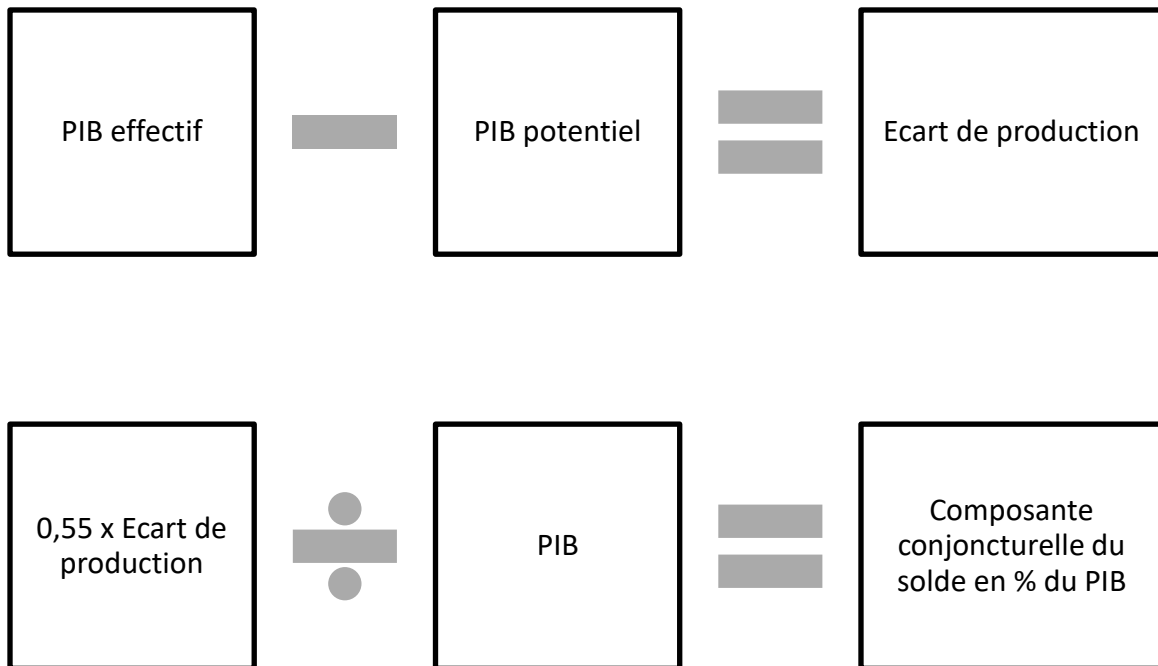 PIB effectif
PIB potentiel
Ecart de production
0,55 x Ecart de
production
PIB
Composante
conjoncturelle du
solde en % du PIB